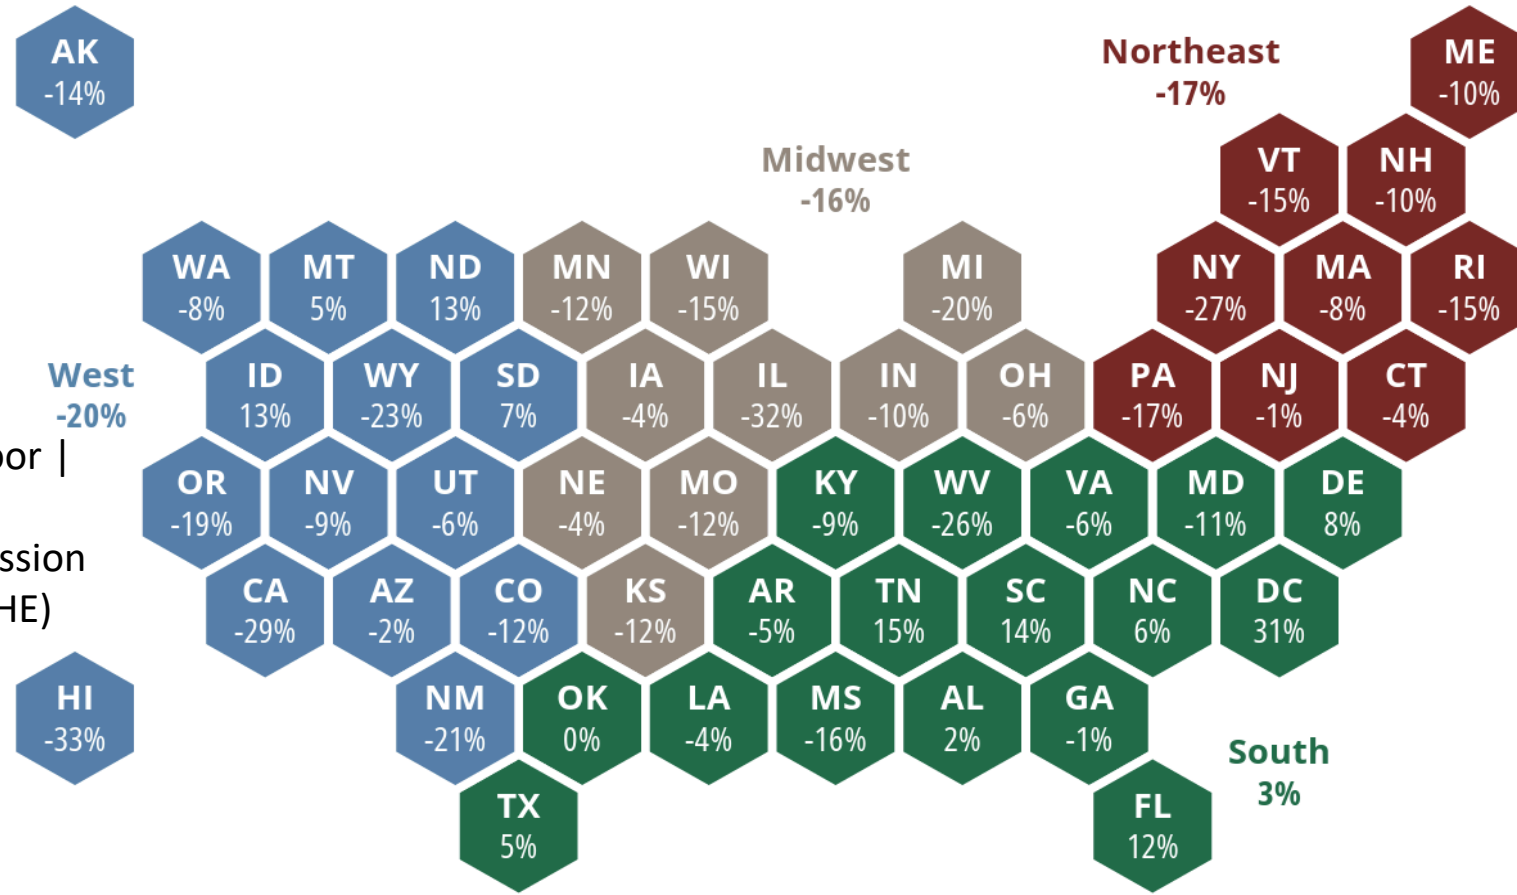 AK
-14%
Northeast
-17%
ME
-10%
Midwest
-16%
VT
-15%
NH
-10%
WA
-8%
MT
5%
ND
13%
MN
-12%
WI
-15%
MI
-20%
NY
-27%
MA
-8%
RI
-15%
West
-20%
ID
13%
WY
-23%
SD
7%
IA
-4%
IL
-32%
IN
-10%
OH
-6%
PA
-17%
NJ
-1%
CT
-4%
oor |
OR
-19%
NV
-9%
UT
-6%
NE
-4%
MO
-12%
KY
-9%
WV
-26%
VA
-6%
MD
-11%
DE
8%
ission
HE)
CA
-29%
AZ
-2%
CO
-12%
KS
-12%
AR
-5%
TN
15%
SC
14%
NC
6%
DC
31%
HI
-33%
NM
-21%
OK
0%
LA
-4%
MS
-16%
AL
2%
GA
-1%
South
3%
TX
5%
FL
12%